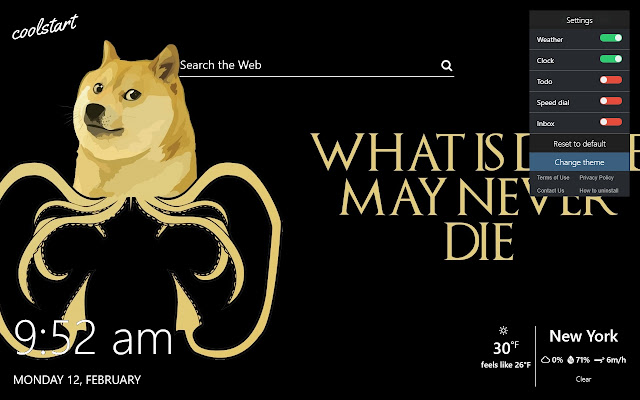 coolstart
Search the Web
Settings
Weather
Clock
Todo
Speed dial
Inbox
Reset to default
Change theme
Terms of Use Privacy Policy
Contact Us How to uninstall
WHAT IS
MAY NEVER
DIE
9:52 am
MONDAY 12, FEBRUARY
30°F
feels like 26°F
New York
0% 71% 6m/h
Clear